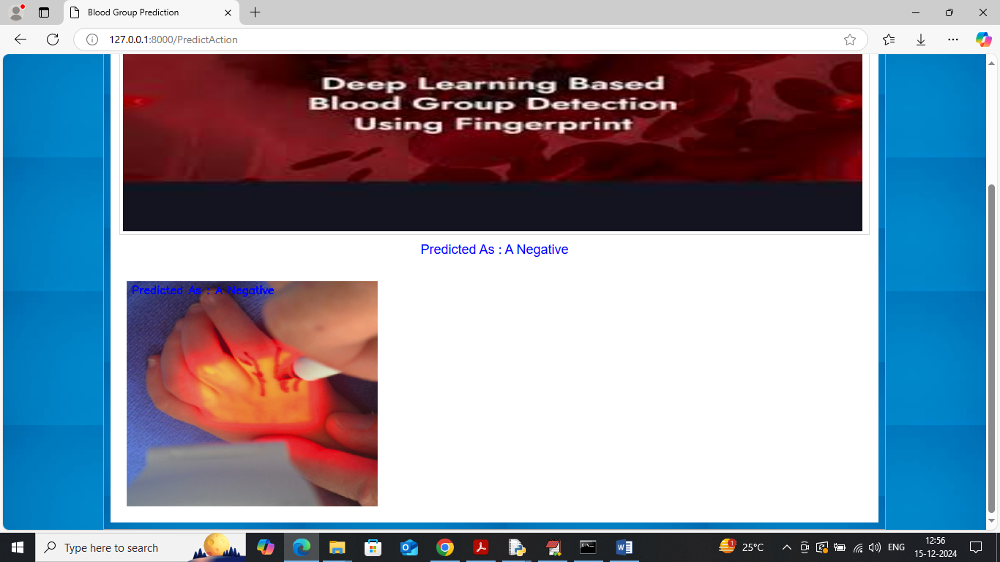 Blood Group Prediction
127.0.0.1:8000/PredictAction
Deep Learning Based
Blood Group Detection
Using Fingerprint
Predicted As : A Negative
Predicted As : A Negative
Type here to search
1
25°C
ENG
12:56
15-12-2024